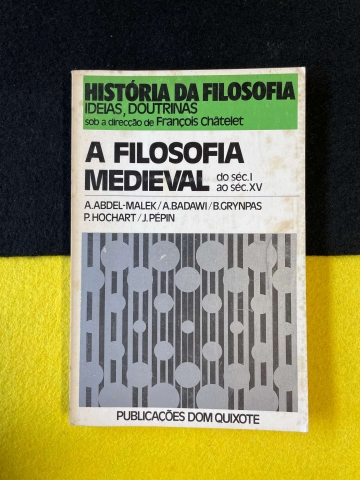 HISTÓRIA DA FILOSOFIA
IDEIAS, DOUTRINAS
sob a direcção de François Châtelet
A FILOSOFIA
MEDIEVAL do séc. I
ao séc. XV
A. ABDEL-MALEK / A. BADAWI / B. GRYNPAS
P. HOCHART / J. PÉPIN
PUBLICAÇÕES DOM QUIXOTE